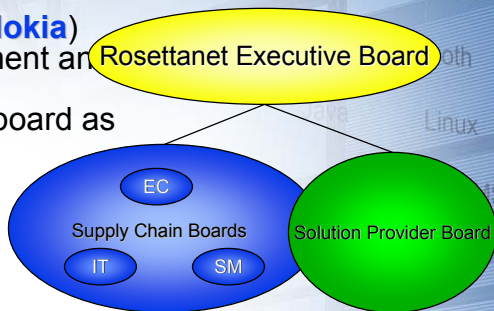 lokia)
ment an
Rosettanet Executive Board
oth
board as
Java
Linux
EC
Supply Chain Boards
Solution Provider Board
IT
SM